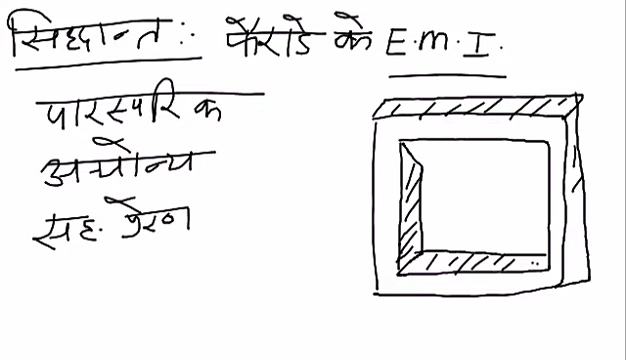 सिद्धान्त :- फैराडे के E.M.I.
पारस्परिक
अन्योन्य
सह. प्रेरण